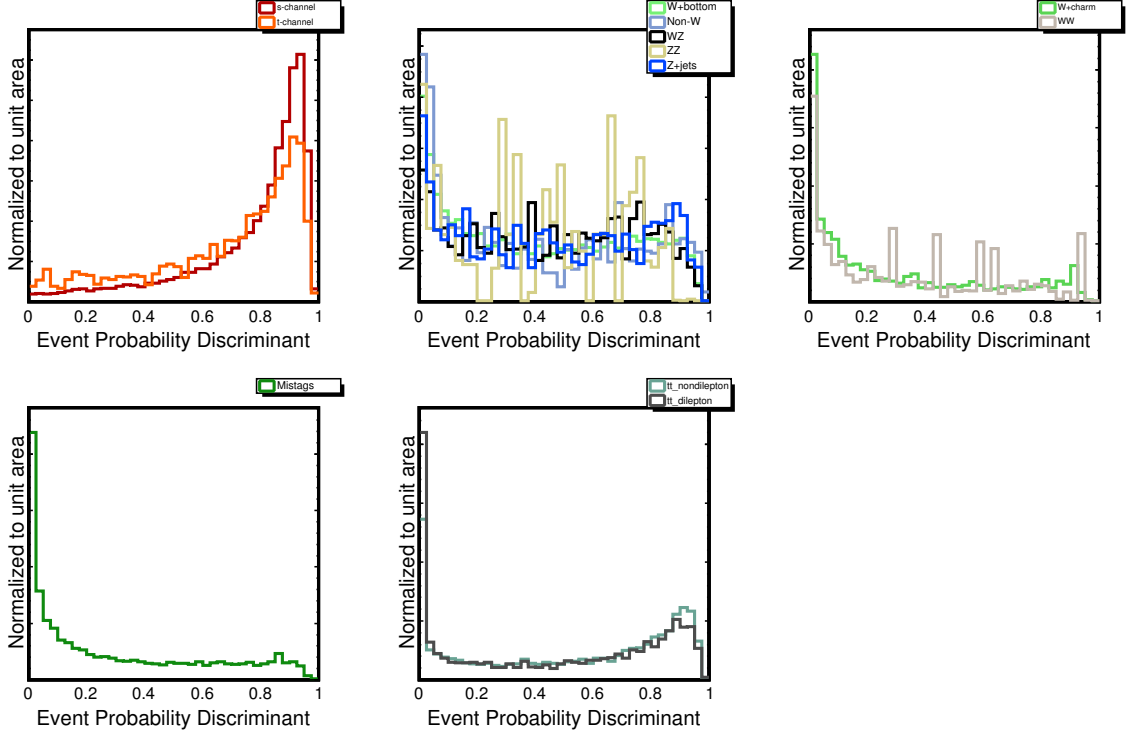 s-channel
t-channel
Normalized to unit area
0 0.2 0.4 0.6 0.8 1
Event Probability Discriminant
W+bottom
Non-W
WZ
ZZ
Z+jets
Normalized to unit area
0 0.2 0.4 0.6 0.8 1
Event Probability Discriminant
W+charm
WW
Normalized to unit area
0 0.2 0.4 0.6 0.8 1
Event Probability Discriminant
Mistags
Normalized to unit area
0 0.2 0.4 0.6 0.8 1
Event Probability Discriminant
tt_nondilepton
tt_dilepton
Normalized to unit area
0 0.2 0.4 0.6 0.8 1
Event Probability Discriminant